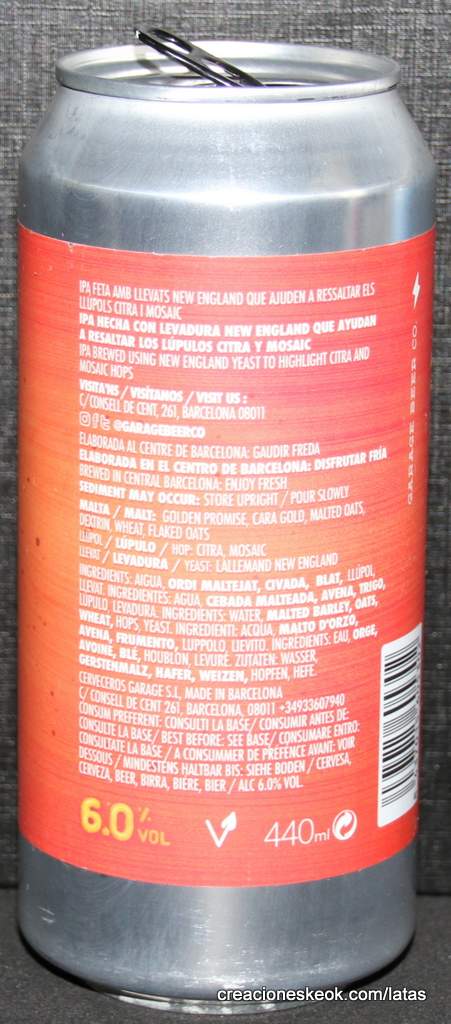 IPA FETA AMB LLEVATS NEW ENGLAND QUE AJUDEN A RESSALTAR ELS
LLÚPOLS CITRA I MOSAIC
IPA HECHA CON LEVADURA NEW ENGLAND QUE AYUDAN
A RESALTAR LOS LÚPULOS CITRA Y MOSAIC
IPA BREWED USING NEW ENGLAND YEAST TO HIGHLIGHT CITRA AND
MOSAIC HOPS
VISITA'NS / VISÍTANOS / VISIT US :
C/CONSELL DE CENT, 261, BARCELONA 08011
@GARAGEBEERCO
ELABORADA AL CENTRE DE BARCELONA: GAUDIR FREDA
ELABORADA EN EL CENTRO DE BARCELONA: DISFRUTAR FRÍA
BREWED IN CENTRAL BARCELONA: ENJOY FRESH
SEDIMENT MAY OCCUR: STORE UPRIGHT / POUR SLOWLY
MALTA / MALT: GOLDEN PROMISE, CARA GOLD, MALTED OATS,
DEXTRIN, WHEAT, FLAKED OATS
LLÚPOL / LÚPULO / HOP: CITRA, MOSAIC
LLEVAT / LEVADURA / YEAST: LALLEMAND NEW ENGLAND
INGREDIENTS: AIGUA, ORDI MALTEJAT, CIVADA, BLAT, LLÚPOL,
LLEVAT. INGREDIENTES: AGUA, CEBADA MALTEADA, AVENA, TRIGO,
LÚPULO, LEVADURA. INGREDIENTS: WATER, MALTED BARLEY, OATS,
WHEAT, HOPS, YEAST. INGREDIENTI: ACQUA, MALTO D'ORZO,
AVENA, FRUMENTO, LUPPOLO, LIEVITO. INGRÉDIENTS: EAU, ORGE,
AVOINE, BLÉ, HOUBLON, LEVURE. ZUTATEN: WASSER,
GERSTENMALZ, HAFER, WEIZEN, HOPFEN, HEFE.
CERVECEROS GARAGE S.L, MADE IN BARCELONA
C/ CONSELL DE CENT 261, BARCELONA, 08011 +34933607940
CONSUM PREFERENT: CONSULTI LA BASE/ CONSUMIR ANTES DE:
CONSULTE LA BASE/ BEST BEFORE: SEE BASE/ CONSUMARE ENTRO:
CONSULTATE LA BASE / A CONSUMMER DE PRÉFENCE AVANT: VOIR
DESSOUS / MINDESTENS HALTBAR BIS: SIEHE BODEN / CERVESA,
CERVEZA, BEER, BIRRA, BIÈRE, BIER / ALC 6.0% VOL.
6.0% VOL
440ml
GARAGE BEER CO.
creacioneskeok.com/latas